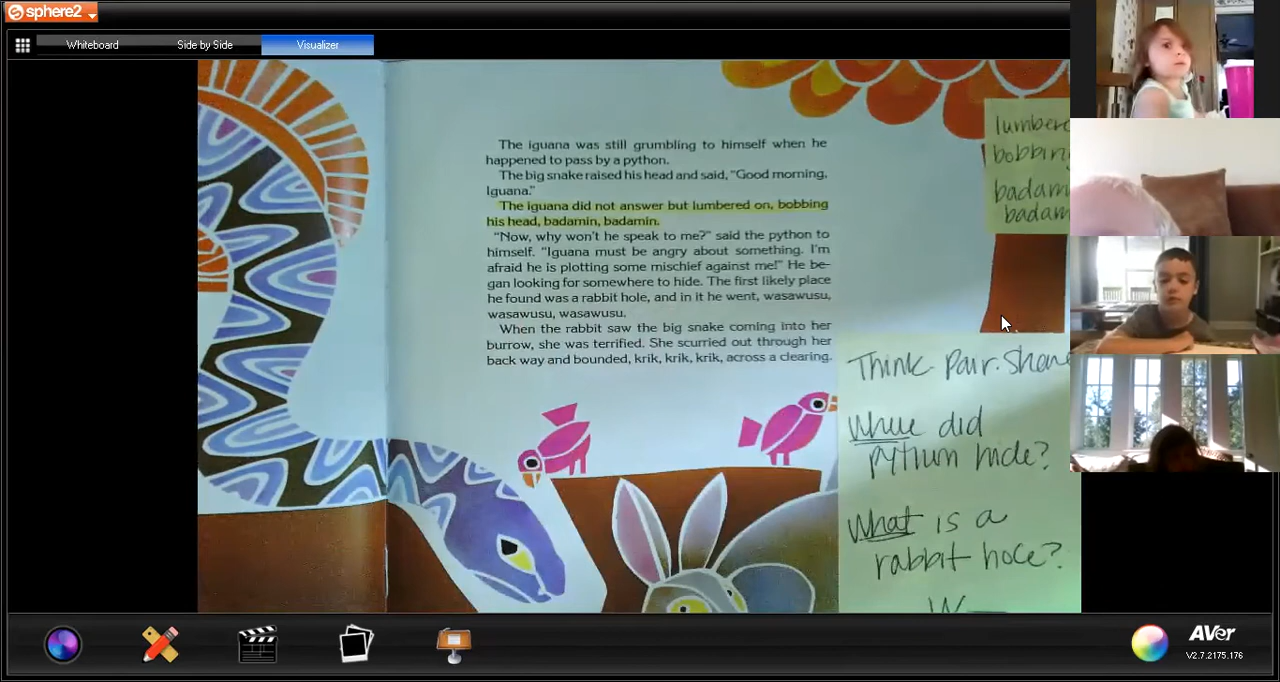 sphere2
Whiteboard
Side by Side
Visualizer
The iguana was still grumbling to himself when he
happened to pass by a python.
The big snake raised his head and said, "Good morning,
Iguana."
The iguana did not answer but lumbered on, bobbing
his head, badamin, badamin.
"Now, why won't he speak to me?" said the python to
himself. "Iguana must be angry about something. I'm
afraid he is plotting some mischief against me!" He be-
gan looking for somewhere to hide. The first likely place
he found was a rabbit hole, and in it he went, wasawusu,
wasawusu, wasawusu.
When the rabbit saw the big snake coming into her
burrow, she was terrified. She scurried out through her
back way and bounded, krik, krik, krik, across a clearing.
lumbere
bobbin
badam
badam
Think. Pair. Share
Where did
python hide?
What is a
rabbit hole?
W
AVer
V2.7.2175.176